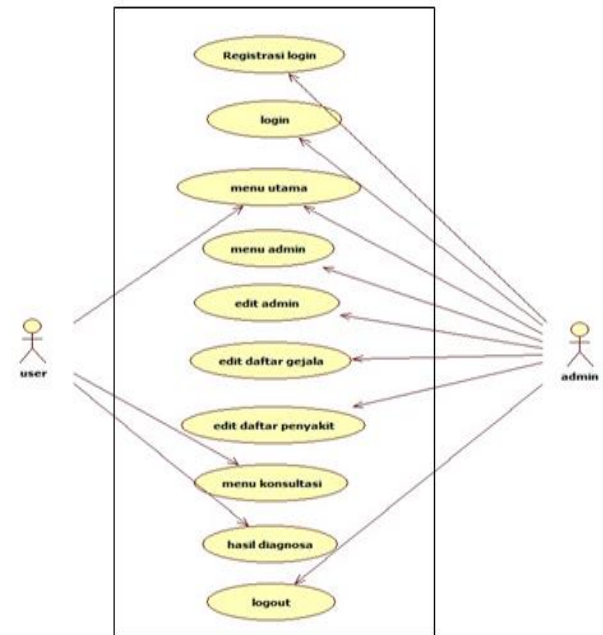 Registrasi login
login
menu utama
menu admin
edit admin
edit daftar gejala
user
admin
edit daftar penyakit
menu konsultasi
hasil diagnosa
logout